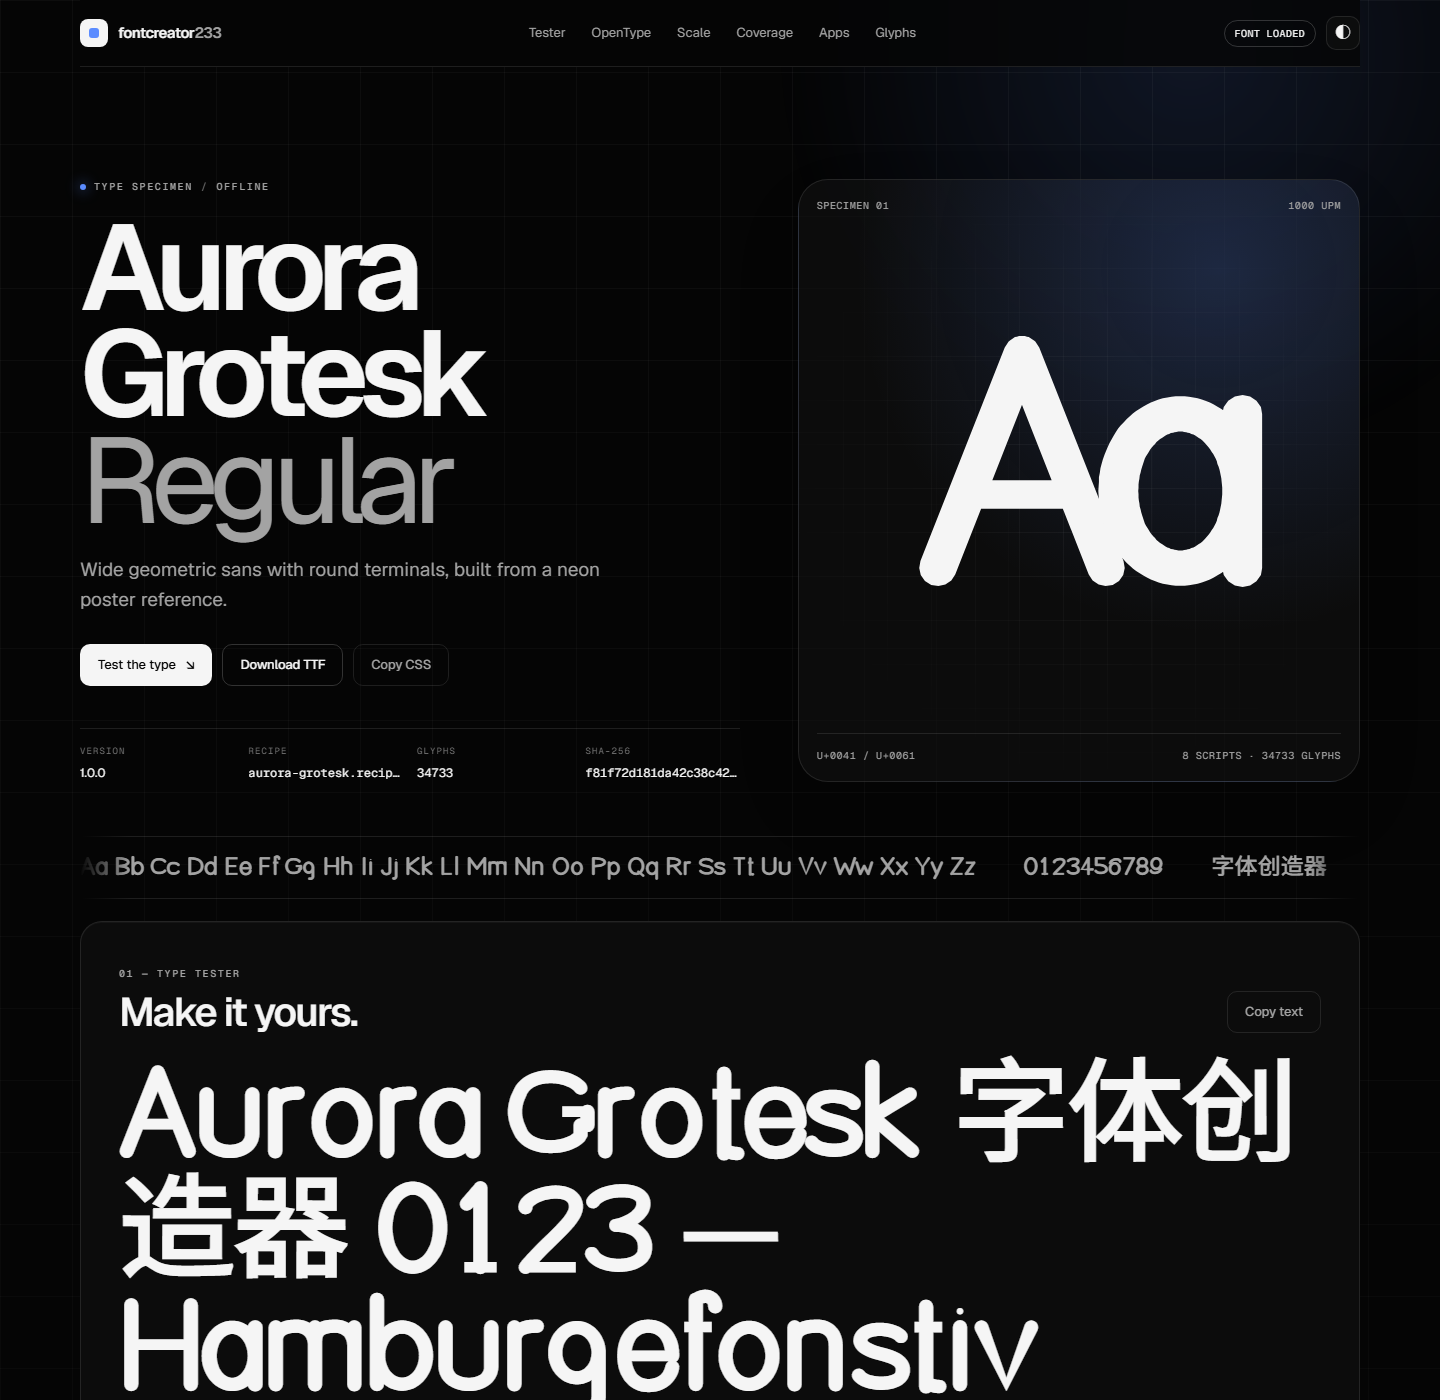 fontcreator233
Tester OpenType Scale Coverage Apps Glyphs
FONT LOADED
TYPE SPECIMEN / OFFLINE
Aurora
Grotesk
Regular
Wide geometric sans with round terminals, built from a neon
poster reference.
Test the type ↘
Download TTF
Copy CSS
VERSION
1.0.0
RECIPE
aurora-grotesk.recip…
GLYPHS
34733
SHA-256
f81f72d181da42c38c42…
SPECIMEN 01
1000 UPM
Aa
U+0041 / U+0061
8 SCRIPTS · 34733 GLYPHS
Aa Bb Cc Dd Ee Ff Gg Hh Ii Jj Kk Ll Mm Nn Oo Pp Qq Rr Ss Tt Uu Vv Ww Xx Yy Zz 0123456789 字体创造器
01 — TYPE TESTER
Make it yours.
Copy text
Aurora Grotesk 字体创
造器 0123 —
Hamburgefonstiv